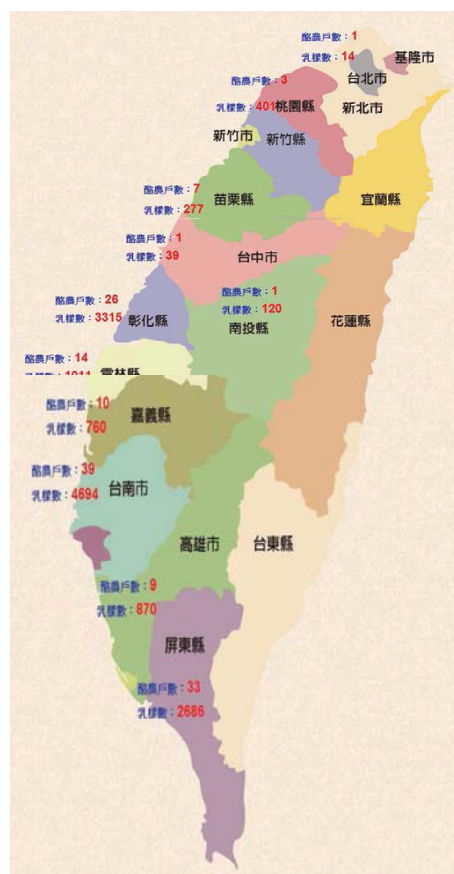 酪農戶數：1
基隆市
乳樣數：14
台北市
酪農戶數：3
新北市
乳樣數：401
桃園縣
新竹市
新竹縣
酪農戶數：7
苗栗縣
宜蘭縣
乳樣數：277
酪農戶數：1
台中市
乳樣數：39
酪農戶數：1
酪農戶數：26
乳樣數：120
乳樣數：3315
彰化縣
南投縣
花蓮縣
酪農戶數：14
雲林縣
酪農戶數：10
嘉義縣
乳樣數：760
酪農戶數：39
台南市
乳樣數：4694
高雄市
台東縣
酪農戶數：9
乳樣數：870
屏東縣
酪農戶數：33
乳樣數：2686